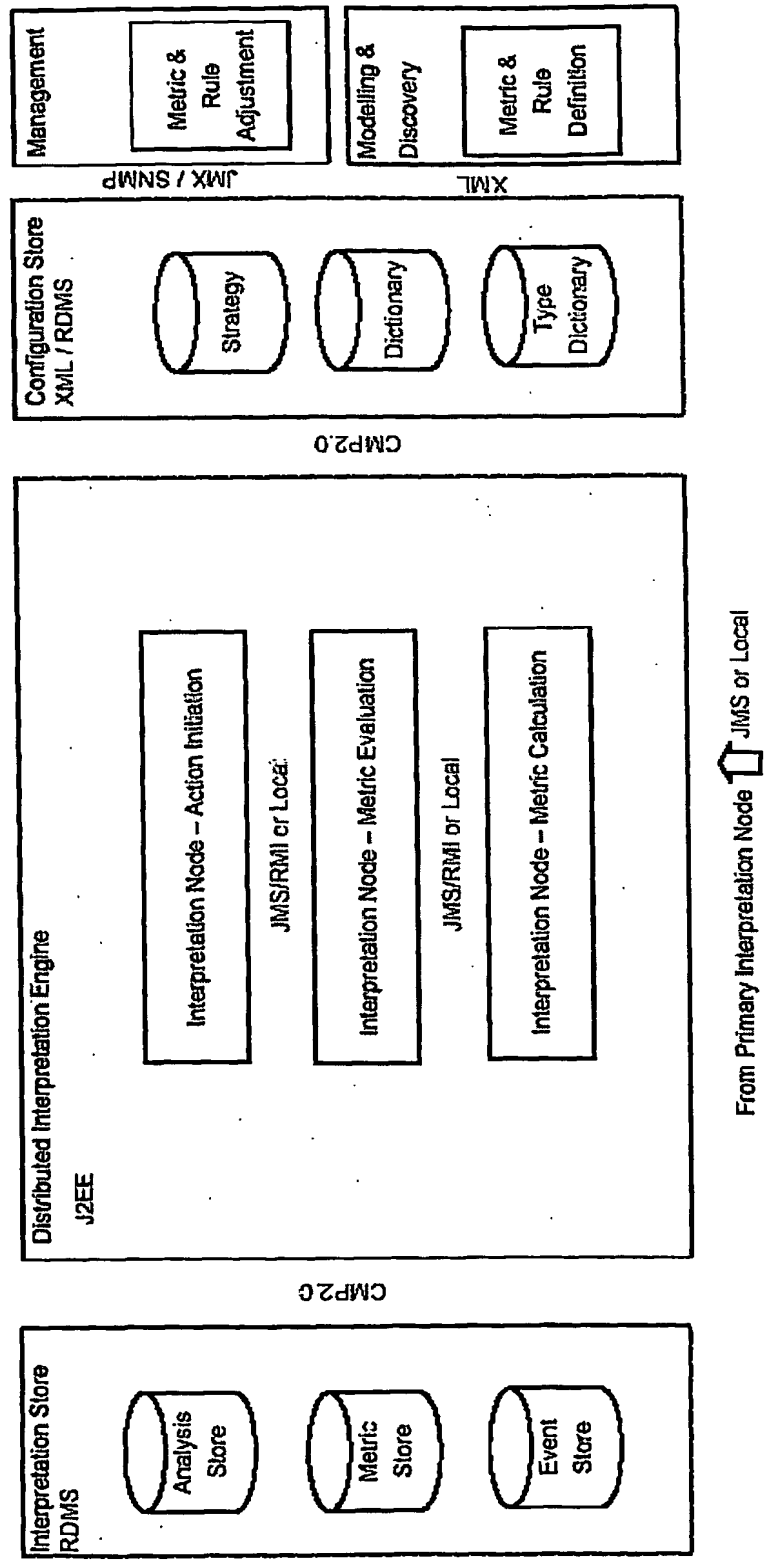 Interpretation Store
RDMS
Analysis
Store
Metric
Store
Event
Store
CMP2.0
Distributed Interpretation Engine
J2EE
Interpretation Node – Action Initiation
JMS/RMI or Local
Interpretation Node – Metric Evaluation
JMS/RMI or Local
Interpretation Node – Metric Calculation
From Primary Interpretation Node
JMS or Local
CMP2.0
Configuration Store
XML / RDMS
Strategy
Dictionary
Type
Dictionary
JMX / SNMP
Management
Metric &
Rule
Adjustment
XML
Modelling &
Discovery
Metric &
Rule
Definition